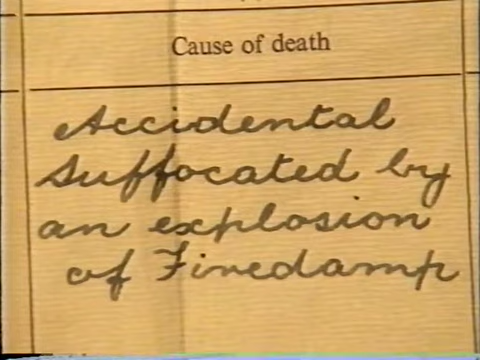 Cause of death
Accidental
Suffocated by
an explosion
of Firedamp